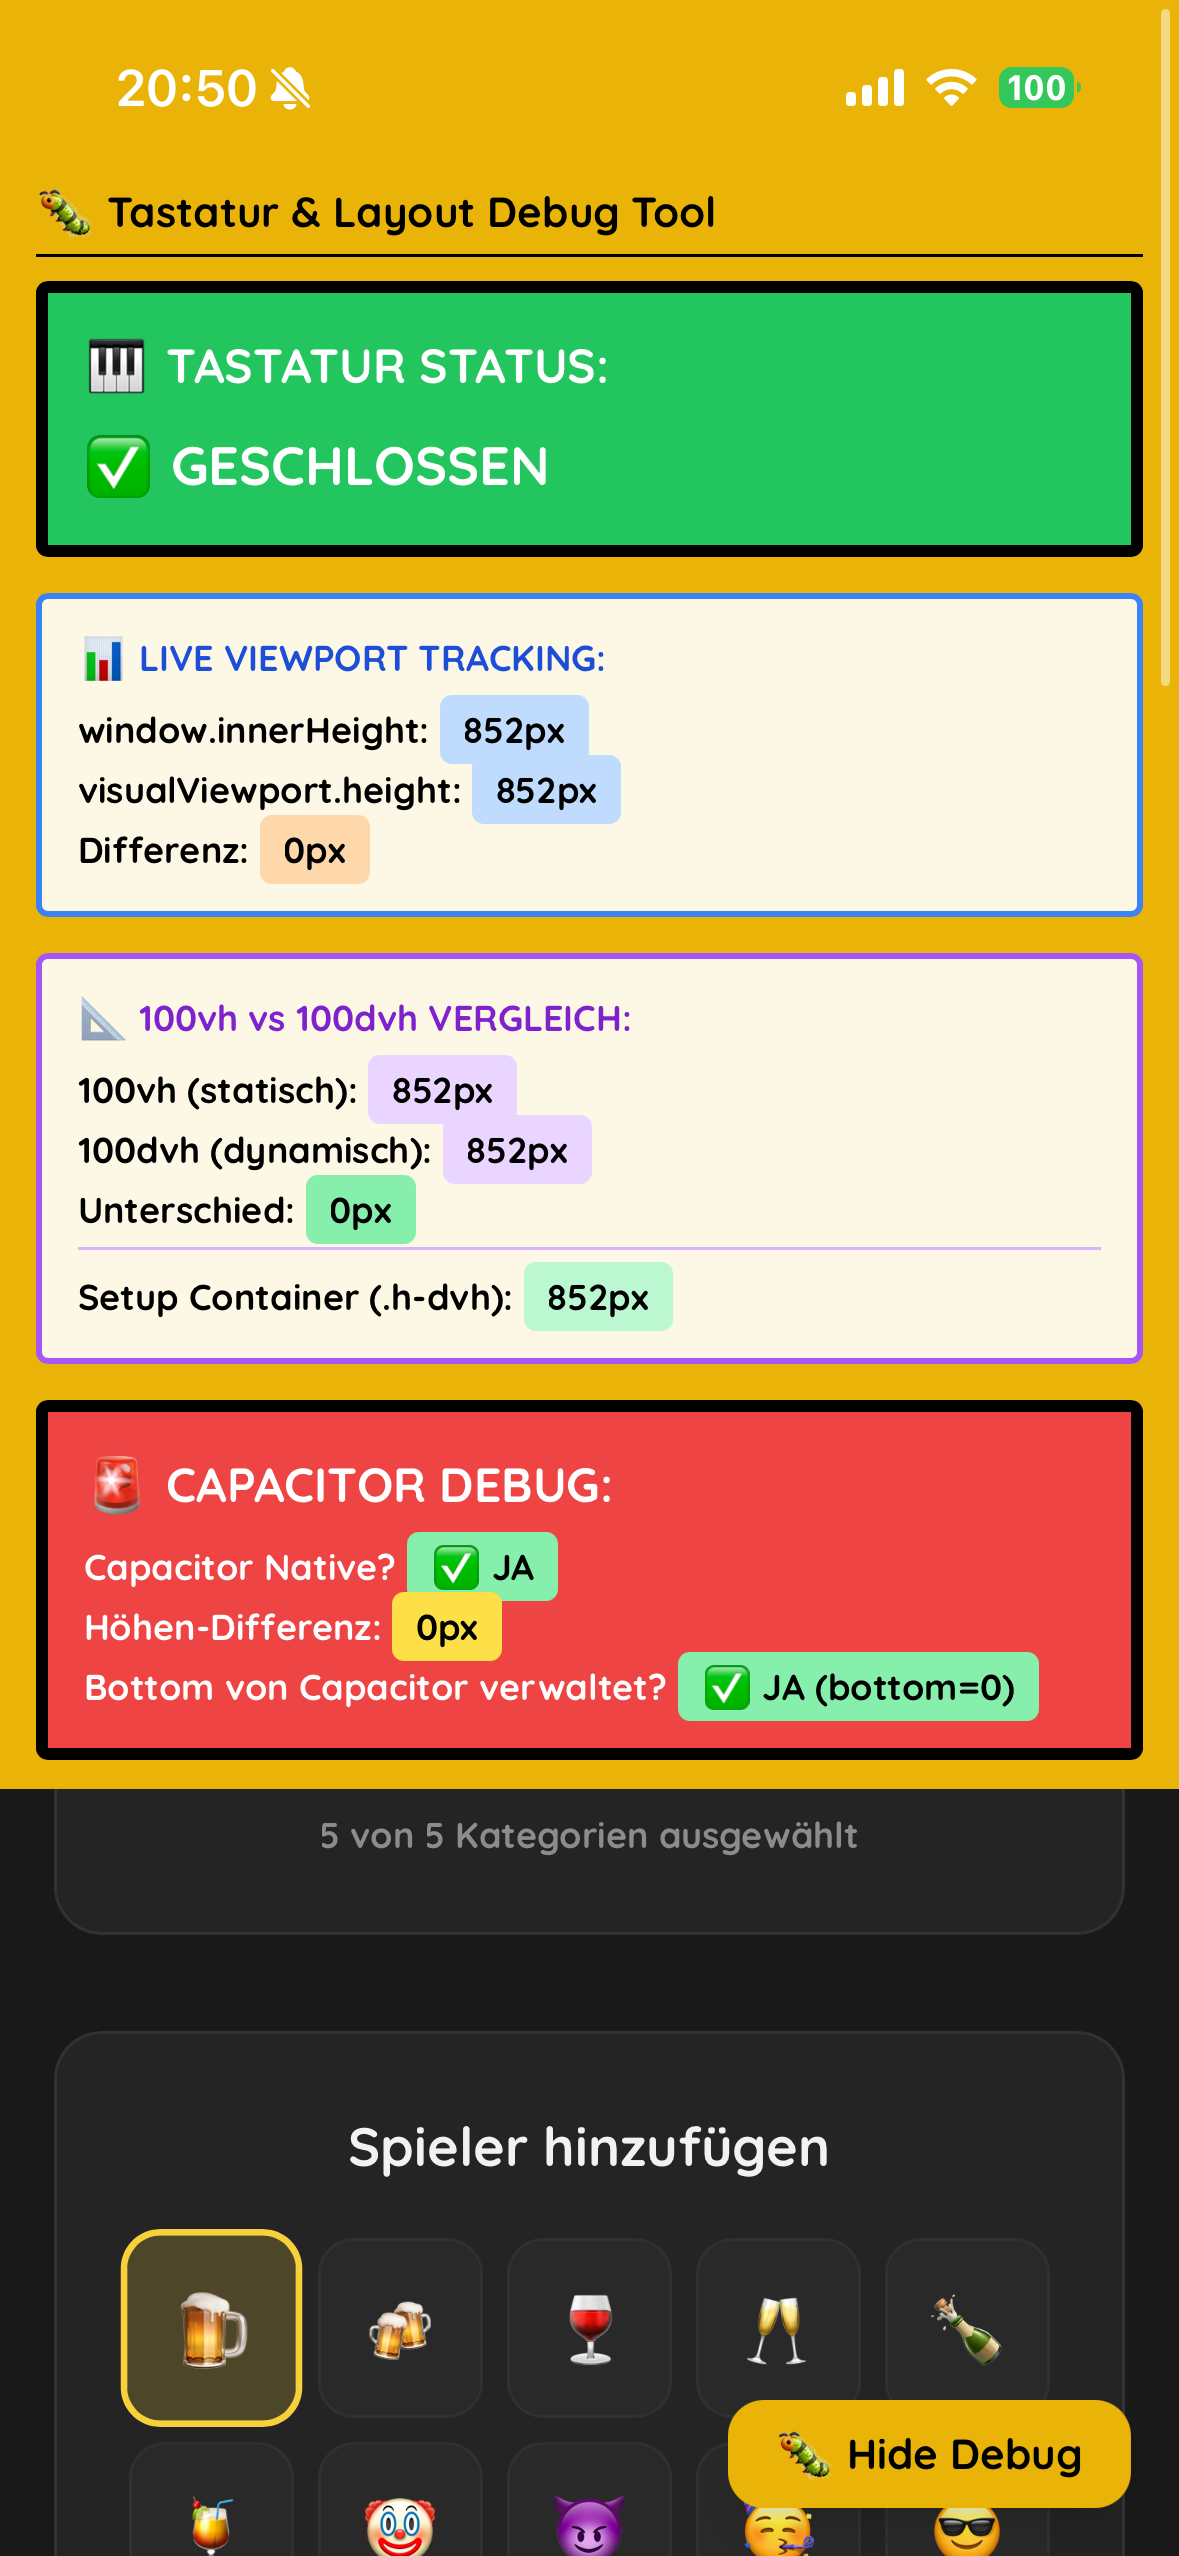 20:50
100
Tastatur & Layout Debug Tool
TASTATUR STATUS:
GESCHLOSSEN
LIVE VIEWPORT TRACKING:
window.innerHeight: 852px
visualViewport.height: 852px
Differenz: 0px
100vh vs 100dvh VERGLEICH:
100vh (statisch): 852px
100dvh (dynamisch): 852px
Unterschied: 0px
Setup Container (.h-dvh): 852px
CAPACITOR DEBUG:
Capacitor Native? ✅ JA
Höhen-Differenz: 0px
Bottom von Capacitor verwaltet? ✅ JA (bottom=0)
5 von 5 Kategorien ausgewählt
Spieler hinzufügen
Hide Debug